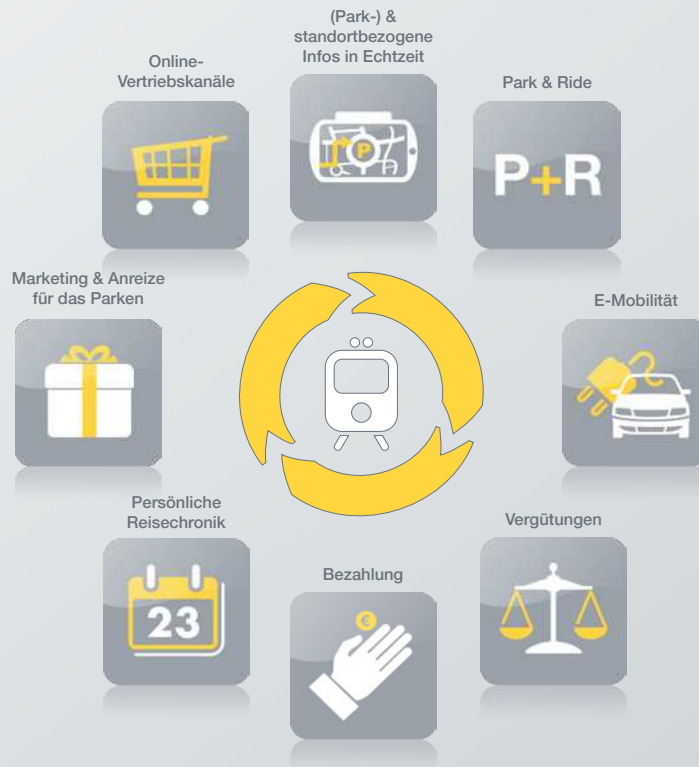 (Park-) &
standortbezogene
Infos in Echtzeit
Online-
Vertriebskanäle
Park & Ride
P
P+R
Marketing & Anreize
für das Parken
E-Mobilität
Persönliche
Reisechronik
Vergütungen
Bezahlung
23
€